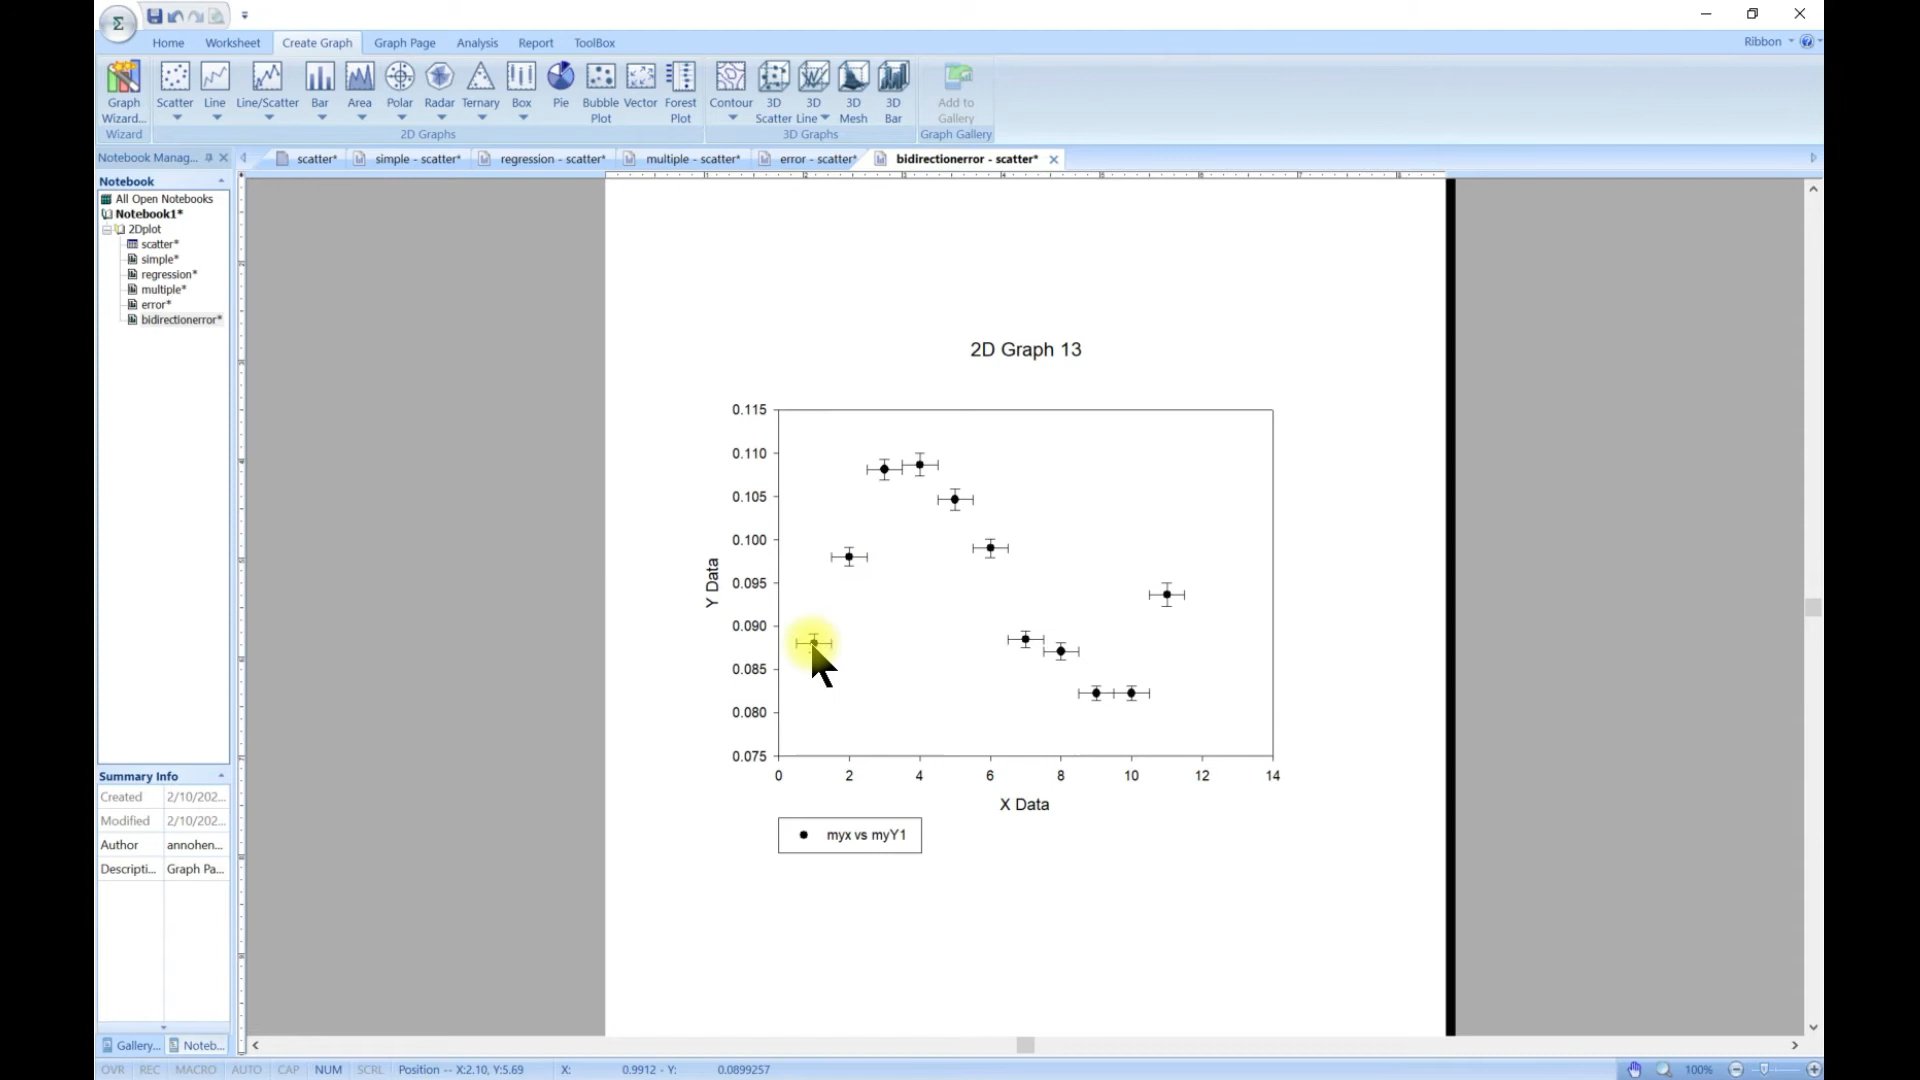 Home Worksheet Create Graph Graph Page Analysis Report ToolBox Ribbon
Graph Wizard... Scatter Line Line/Scatter Bar Area Polar Radar Ternary Box Pie Bubble Plot Vector Forest Plot Contour 3D Scatter 3D Line 3D Mesh 3D Bar Add to Gallery
Wizard 2D Graphs 3D Graphs Graph Gallery
Notebook Manag... scatter* simple - scatter* regression - scatter* multiple - scatter* error - scatter* bidirectionerror - scatter*
Notebook
All Open Notebooks
Notebook1*
2Dplot
scatter*
simple*
regression*
multiple*
error*
bidirectionerror*
2D Graph 13
0.115
0.110
0.105
0.100
0.095
0.090
0.085
0.080
0.075
Y Data
0 2 4 6 8 10 12 14
X Data
myx vs myY1
Summary Info
Created 2/10/202...
Modified 2/10/202...
Author annohen...
Descripti... Graph Pa...
Gallery... Noteb...
OVR REC MACRO AUTO CAP NUM SCRL Position -- X:2.10, Y:5.69 X: 0.9912 - Y: 0.0899257 100%